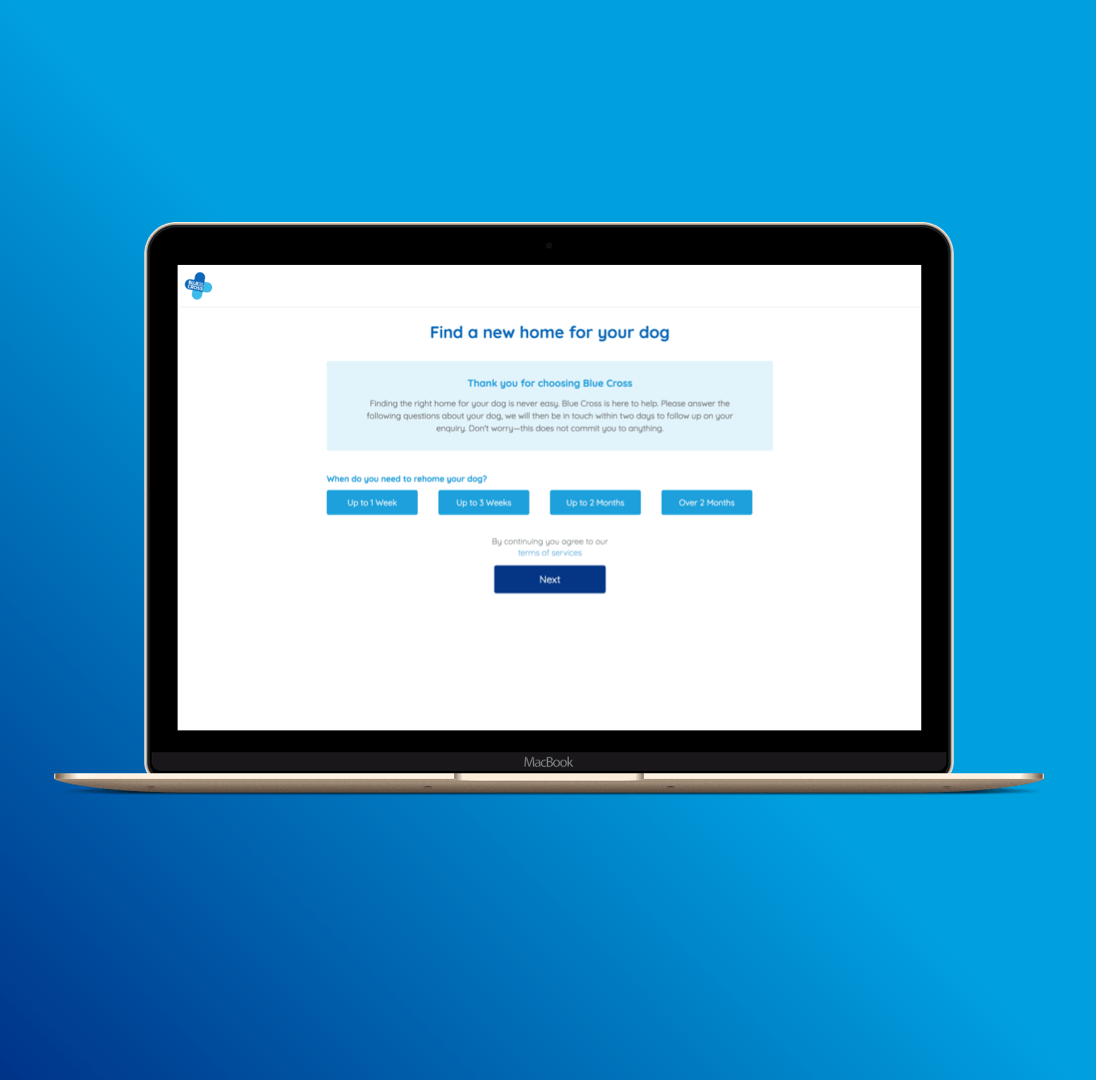 BLUE
CROSS
Find a new home for your dog
Thank you for choosing Blue Cross
Finding the right home for your dog is never easy. Blue Cross is here to help. Please answer the
following questions about your dog, we will then be in touch within two days to follow up on your
enquiry. Don't worry—this does not commit you to anything.
When do you need to rehome your dog?
Up to 1 Week
Up to 3 Weeks
Up to 2 Months
Over 2 Months
By continuing you agree to our
terms of services
Next
MacBook